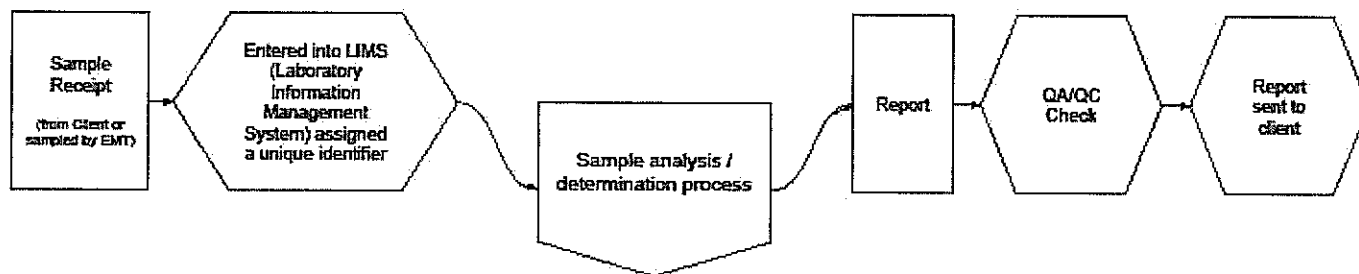 Sample
Receipt
(from Client or
sampled by EMT)
Entered into LIMS
(Laboratory
Information
Management
System) assigned
a unique identifier
Sample analysis /
determination process
Report
QA/QC
Check
Report
sent to
client